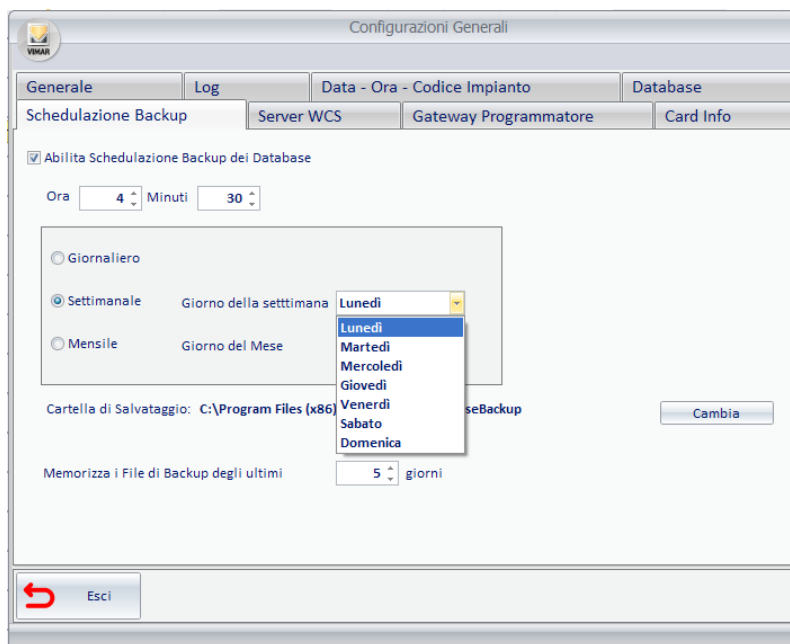 Configurazioni Generali
VIMAR
Generale Log Data - Ora - Codice Impianto Database
Schedulazione Backup Server WCS Gateway Programmatore Card Info
Abilita Schedulazione Backup dei Database
Ora 4 Minuti 30
Giornaliero
Settimanale Giorno della setttimana Lunedì
Lunedì
Mensile Giorno del Mese
Martedì
Mercoledì
Giovedì
Venerdì
Sabato
Domenica
Cartella di Salvataggio: C:\Program Files (x86) seBackup Cambia
Memorizza i File di Backup degli ultimi 5 giorni
Esci